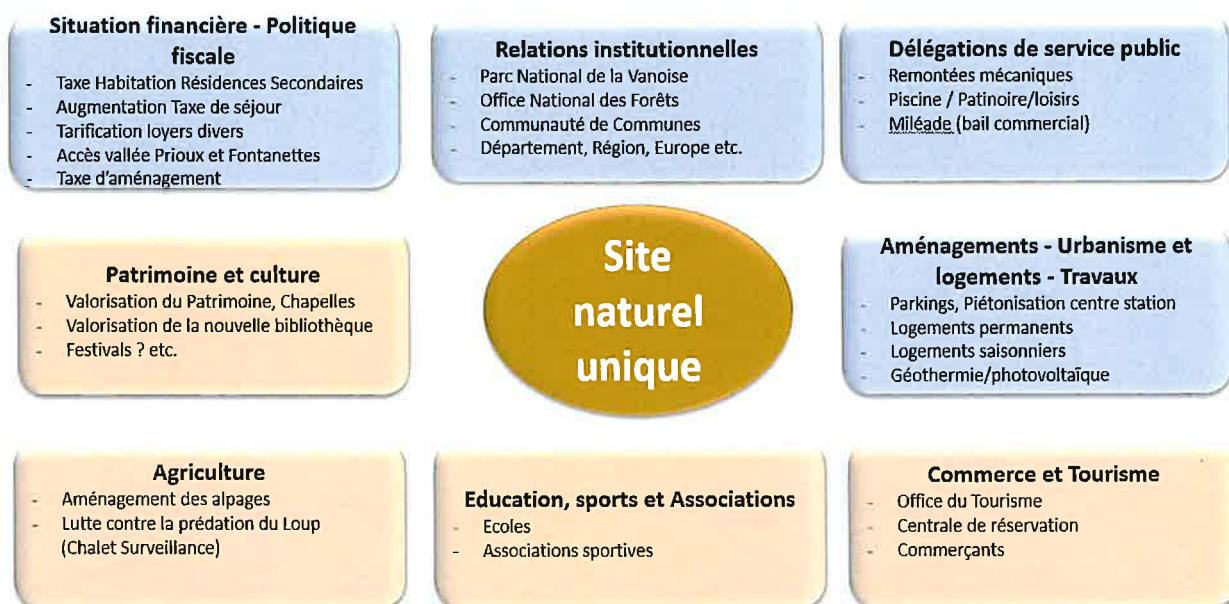 Situation financière - Politique
fiscale
- Taxe Habitation Résidences Secondaires
- Augmentation Taxe de séjour
- Tarification loyers divers
- Accès vallée Prioux et Fontanettes
- Taxe d'aménagement
Relations institutionnelles
- Parc National de la Vanoise
- Office National des Forêts
- Communauté de Communes
- Département, Région, Europe etc.
Délégations de service public
- Remontées mécaniques
- Piscine / Patinoire/loisirs
- Miléade (bail commercial)
Patrimoine et culture
- Valorisation du Patrimoine, Chapelles
- Valorisation de la nouvelle bibliothèque
- Festivals ? etc.
Site
naturel
unique
Aménagements - Urbanisme et
logements - Travaux
- Parkings, Piétonisation centre station
- Logements permanents
- Logements saisonniers
- Géothermie/photovoltaïque
Agriculture
- Aménagement des alpages
- Lutte contre la prédation du Loup
(Chalet Surveillance)
Education, sports et Associations
- Ecoles
- Associations sportives
Commerce et Tourisme
- Office du Tourisme
- Centrale de réservation
- Commerçants